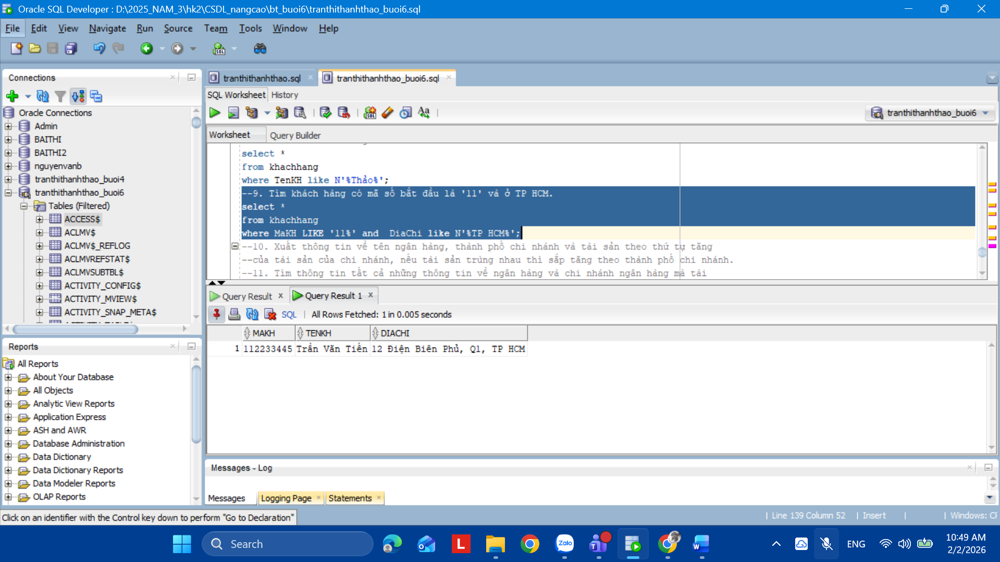 Oracle SQL Developer : D:\2025_NAM_3\hk2\CSDL_nangcao\bt_buoi6\tranthithanhthao_buoi6.sql
File Edit View Navigate Run Source Team Tools Window Help
Connections
Oracle Connections
Admin
BAITHI
BAITHI2
nguyenvanb
tranthithanhthao_buoi4
tranthithanhthao_buoi6
Tables (Filtered)
ACCESS$
ACLMV$
ACLMV$_REFLOG
ACLMVREFSTAT$
ACLMVSUBTBL$
ACTIVITY_CONFIG$
ACTIVITY_MVIEW$
ACTIVITY_SNAP_META$
Reports
All Reports
About Your Database
All Objects
Analytic View Reports
Application Express
ASH and AWR
Database Administration
Data Dictionary
Data Dictionary Reports
Data Modeler Reports
OLAP Reports
tranthithanhthao.sql tranthithanhthao_buoi6.sql
SQL Worksheet History
tranthithanhthao_buoi6
Worksheet Query Builder
select *
from khachhang
where TenKH like N'%Thảo%';
--9. Tìm khách hàng có mã số bắt đầu là '11' và ở TP HCM.
select *
from khachhang
where MaKH LIKE '11%' and  DiaChi like N'%TP HCM%';
--10. Xuất thông tin về tên ngân hàng, thành phố chi nhánh và tài sản theo thứ tự tăng
--của tài sản của chi nhánh, nếu tài sản trùng nhau thì sắp tăng theo thành phố chi nhánh.
--11. Tìm thông tin tất cả những thông tin về ngân hàng và chi nhánh ngân hàng mà tài
Query Result Query Result 1
SQL All Rows Fetched: 1 in 0.005 seconds
MAKH TENKH DIACHI
1 112233445 Trần Văn Tiến 12 Điện Biên Phủ, Q1, TP HCM
Messages - Log
Messages Logging Page Statements
Click on an identifier with the Control key down to perform "Go to Declaration"
Line 139 Column 52 Insert Windows:
Search
ENG
10:49 AM
2/2/2026